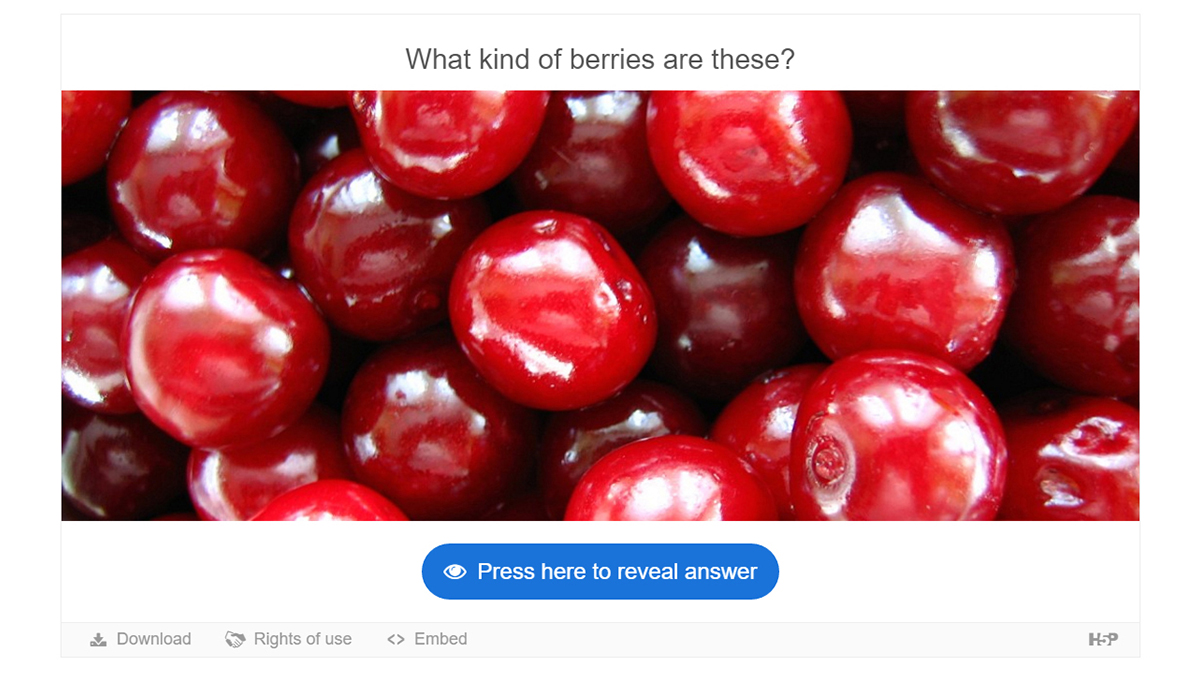 What kind of berries are these?
Press here to reveal answer
Download Rights of use <> Embed H5P